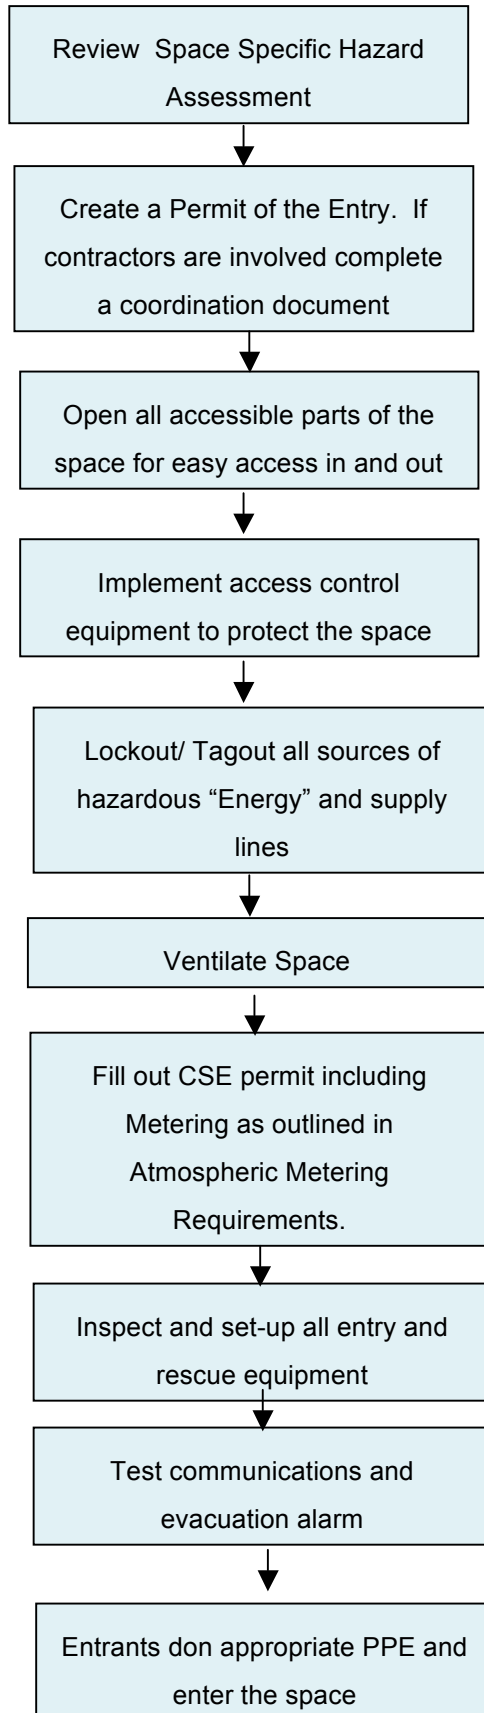 Review  Space Specific Hazard
Assessment
Create a Permit of the Entry.  If
contractors are involved complete
a coordination document
Open all accessible parts of the
space for easy access in and out
Implement access control
equipment to protect the space
Lockout/ Tagout all sources of
hazardous “Energy” and supply
lines
Ventilate Space
Fill out CSE permit including
Metering as outlined in
Atmospheric Metering
Requirements.
Inspect and set-up all entry and
rescue equipment
Test communications and
evacuation alarm
Entrants don appropriate PPE and
enter the space